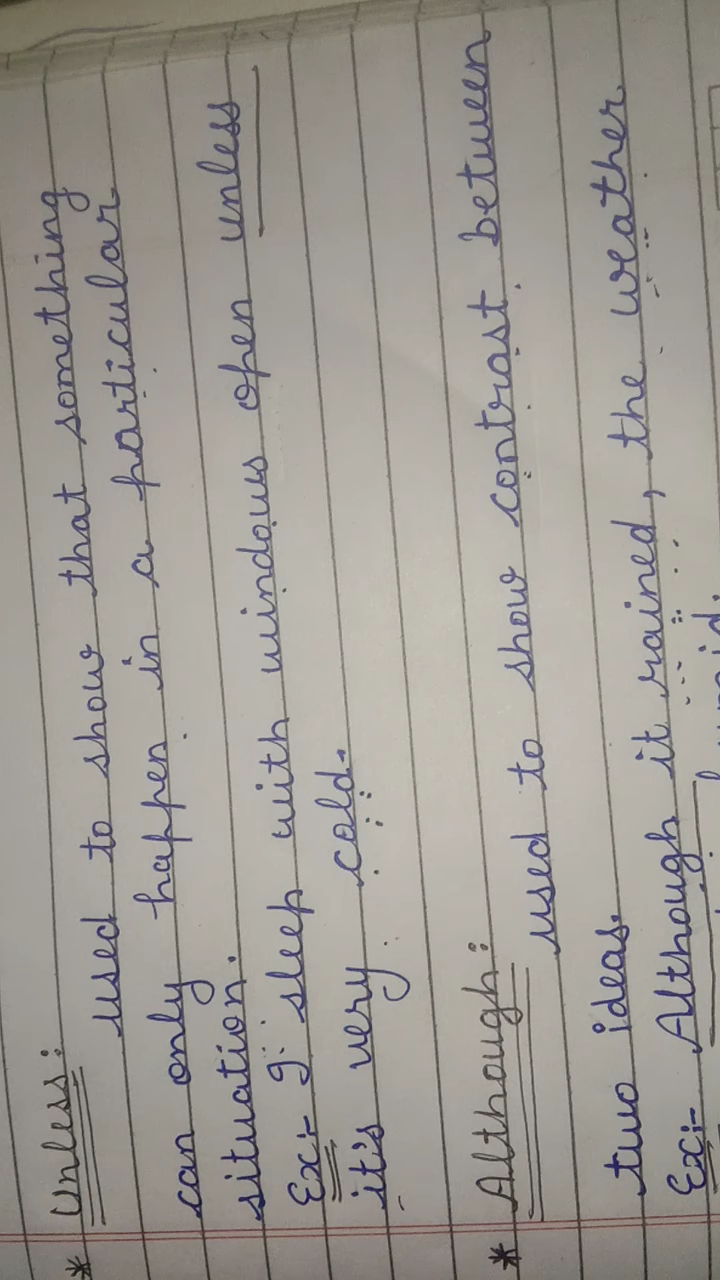 * Unless:
used to show that something
can only happen in a particular
situation.
Ex:- I sleep with windows open unless
it's very cold.
* Although:
used to show contrast between
two ideas.
Ex:- Although it rained, the weather